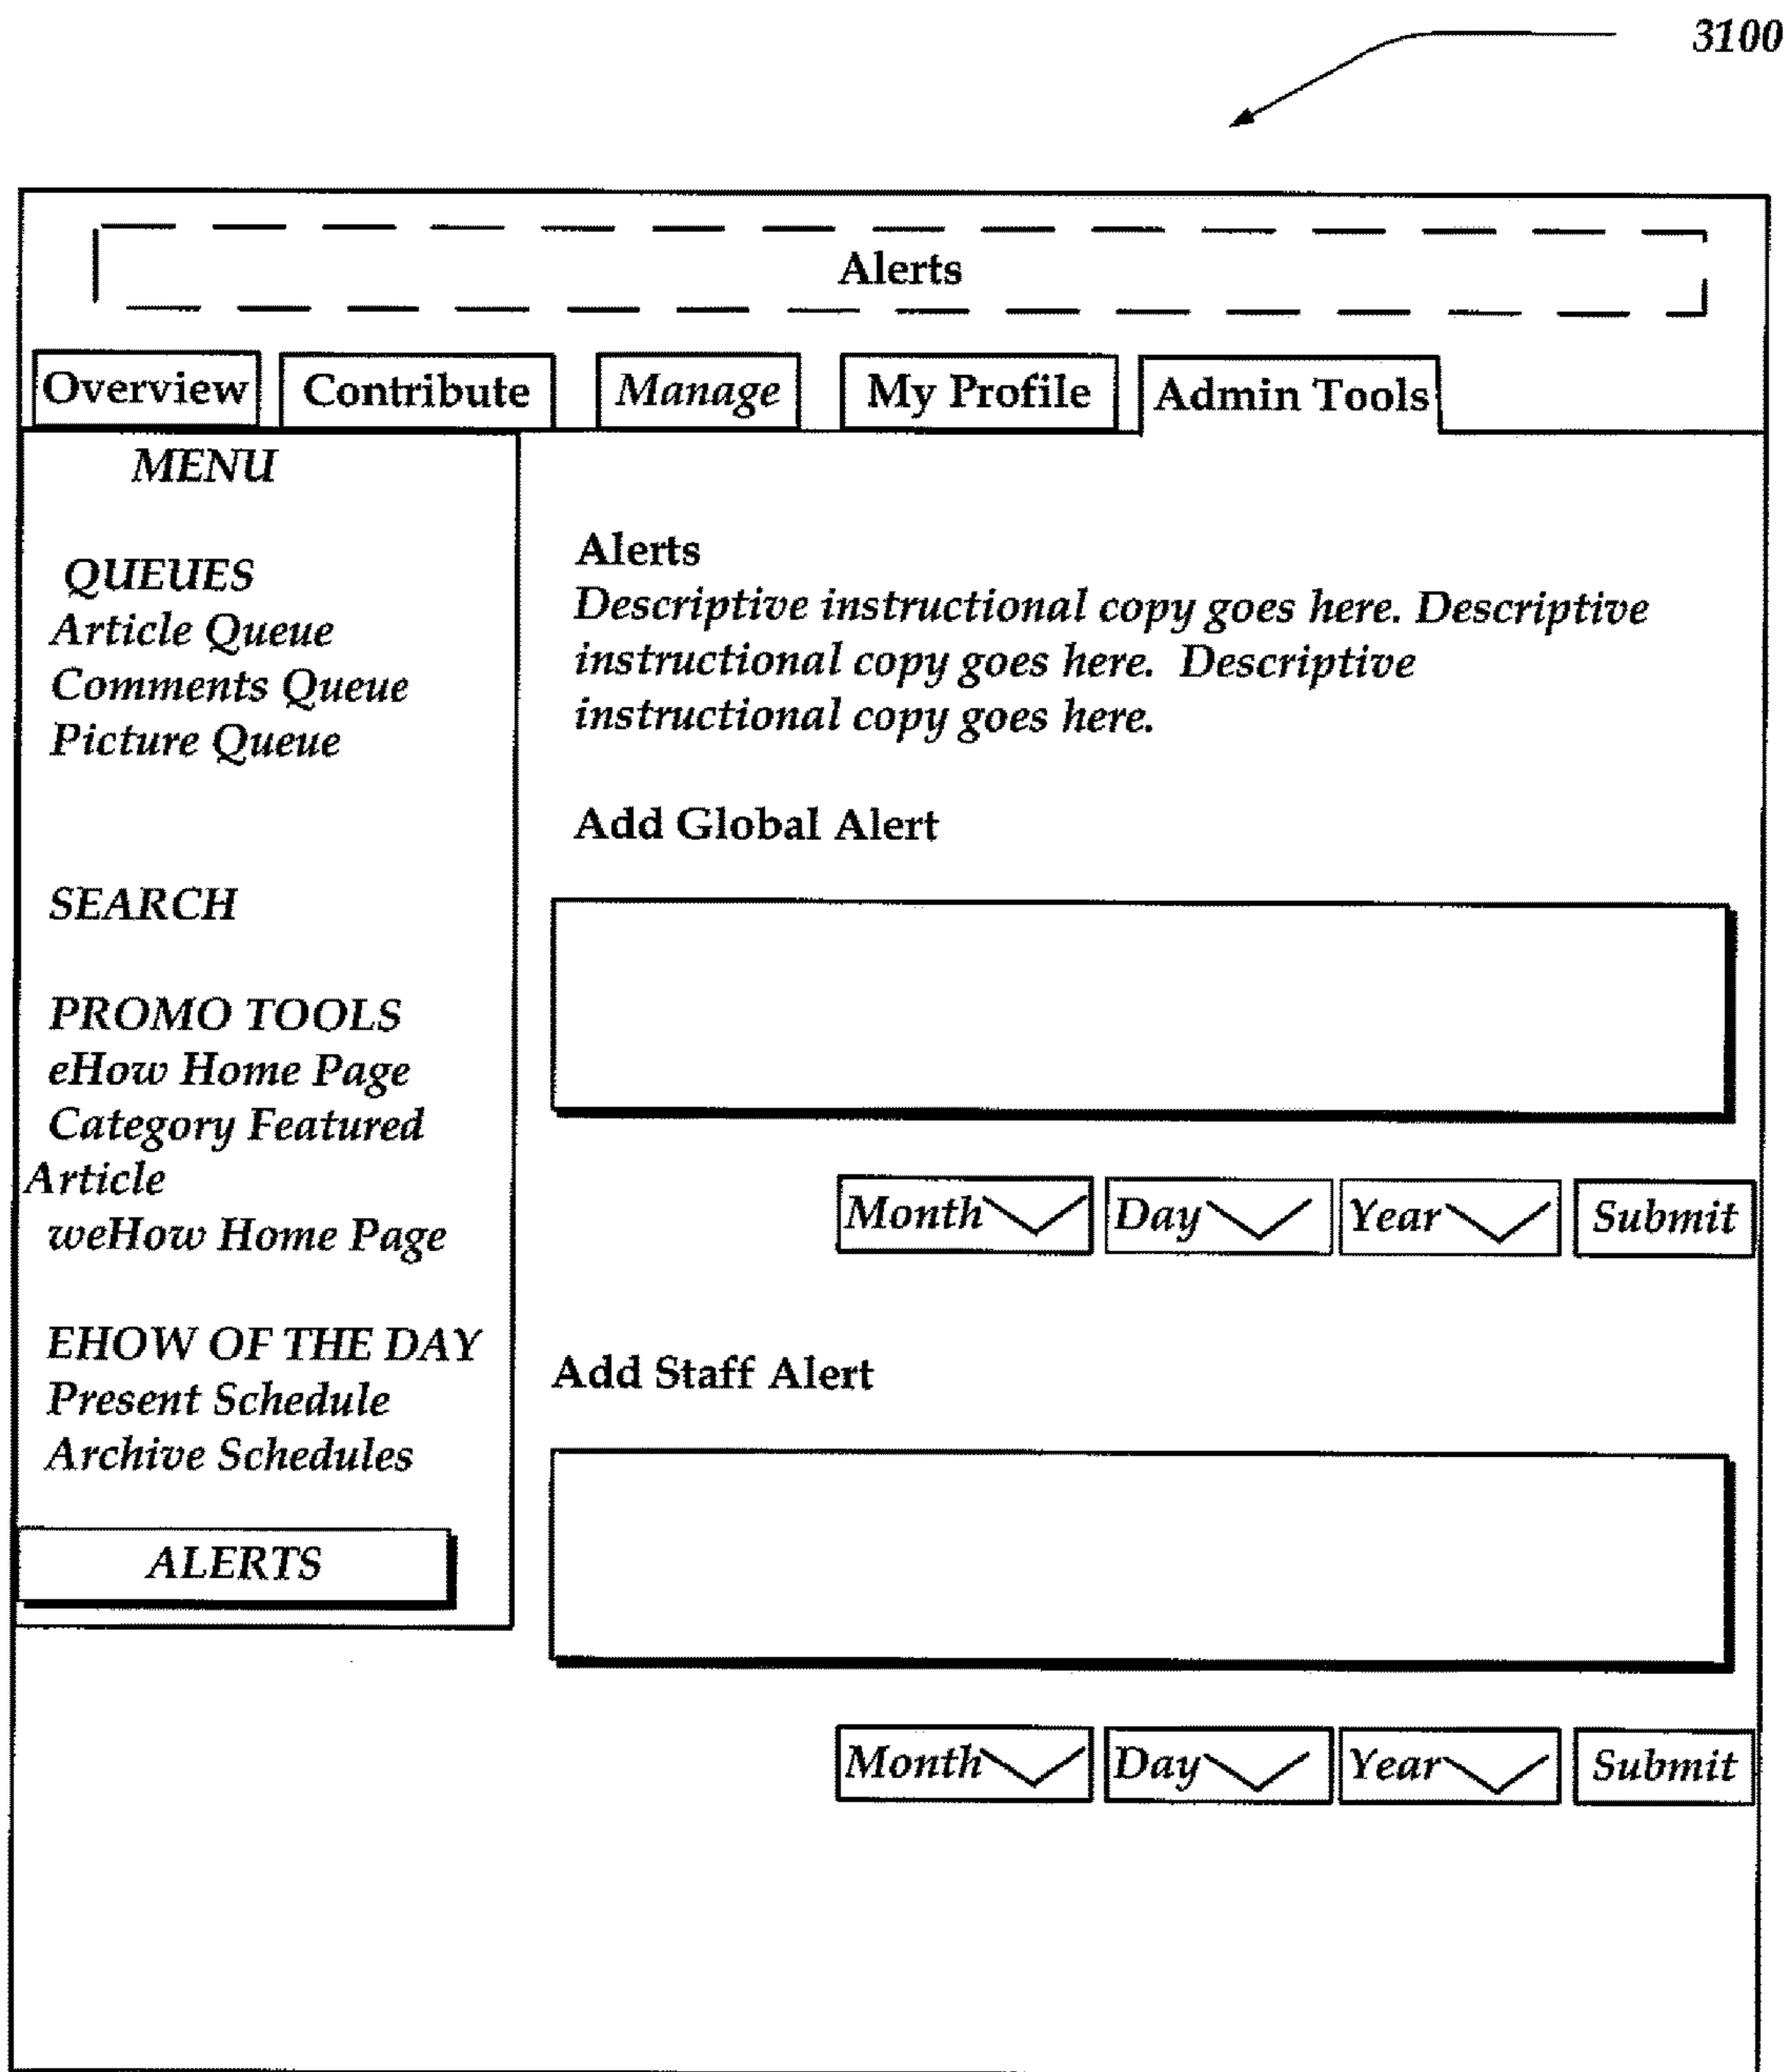 3100
Alerts
Overview Contribute Manage My Profile Admin Tools
MENU
QUEUES
Article Queue
Comments Queue
Picture Queue
SEARCH
PROMO TOOLS
eHow Home Page
Category Featured
Article
weHow Home Page
EHOW OF THE DAY
Present Schedule
Archive Schedules
ALERTS
Alerts
Descriptive instructional copy goes here. Descriptive
instructional copy goes here. Descriptive
instructional copy goes here.
Add Global Alert
Month Day Year Submit
Add Staff Alert
Month Day Year Submit